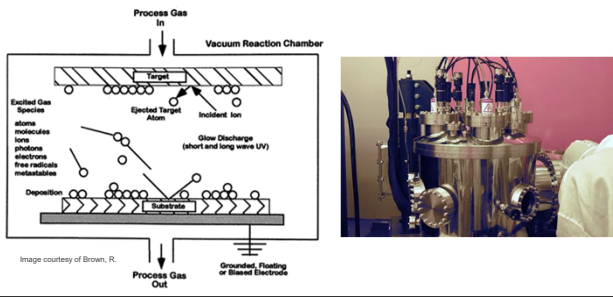 Process Gas
In
Vacuum Reaction Chamber
Target
Excited Gas
Species
atoms
molecules
ions
photons
electrons
free radicals
metastables
Ejected Target
Atom
Incident Ion
Glow Discharge
(short and long wave UV)
Deposition
Substrate
Image courtesy of Brown, R.
Process Gas
Out
Grounded, Floating
or Biased Electrode